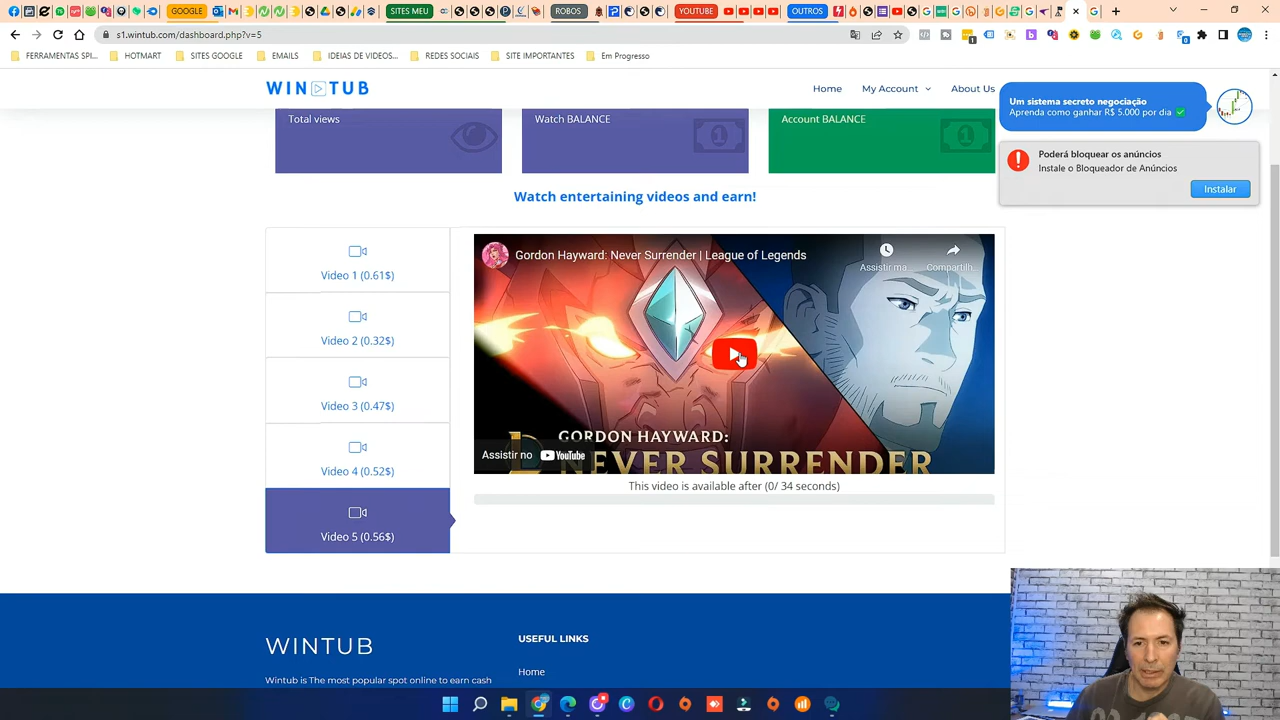 GOOGLE
SITES MEU
ROBOS
YOUTUBE
OUTROS
s1.wintub.com/dashboard.php?v=5
FERRAMENTAS SPI...
HOTMART
SITES GOOGLE
EMAILS
IDEIAS DE VIDEOS...
REDES SOCIAIS
SITE IMPORTANTES
Em Progresso
WINTUB
Home
My Account
About Us
Um sistema secreto negociação
Aprenda como ganhar R$ 5.000 por dia
Total views
Watch BALANCE
Account BALANCE
Poderá bloquear os anúncios
Instale o Bloqueador de Anúncios
Instalar
Watch entertaining videos and earn!
Video 1 (0.61$)
Video 2 (0.32$)
Video 3 (0.47$)
Video 4 (0.52$)
Video 5 (0.56$)
Gordon Hayward: Never Surrender | League of Legends
Assistir ma
Compartilh...
GORDON HAYWARD:
NEVER SURRENDER
Assistir no YouTube
This video is available after (0/ 34 seconds)
WINTUB
Wintub is The most popular spot online to earn cash
USEFUL LINKS
Home